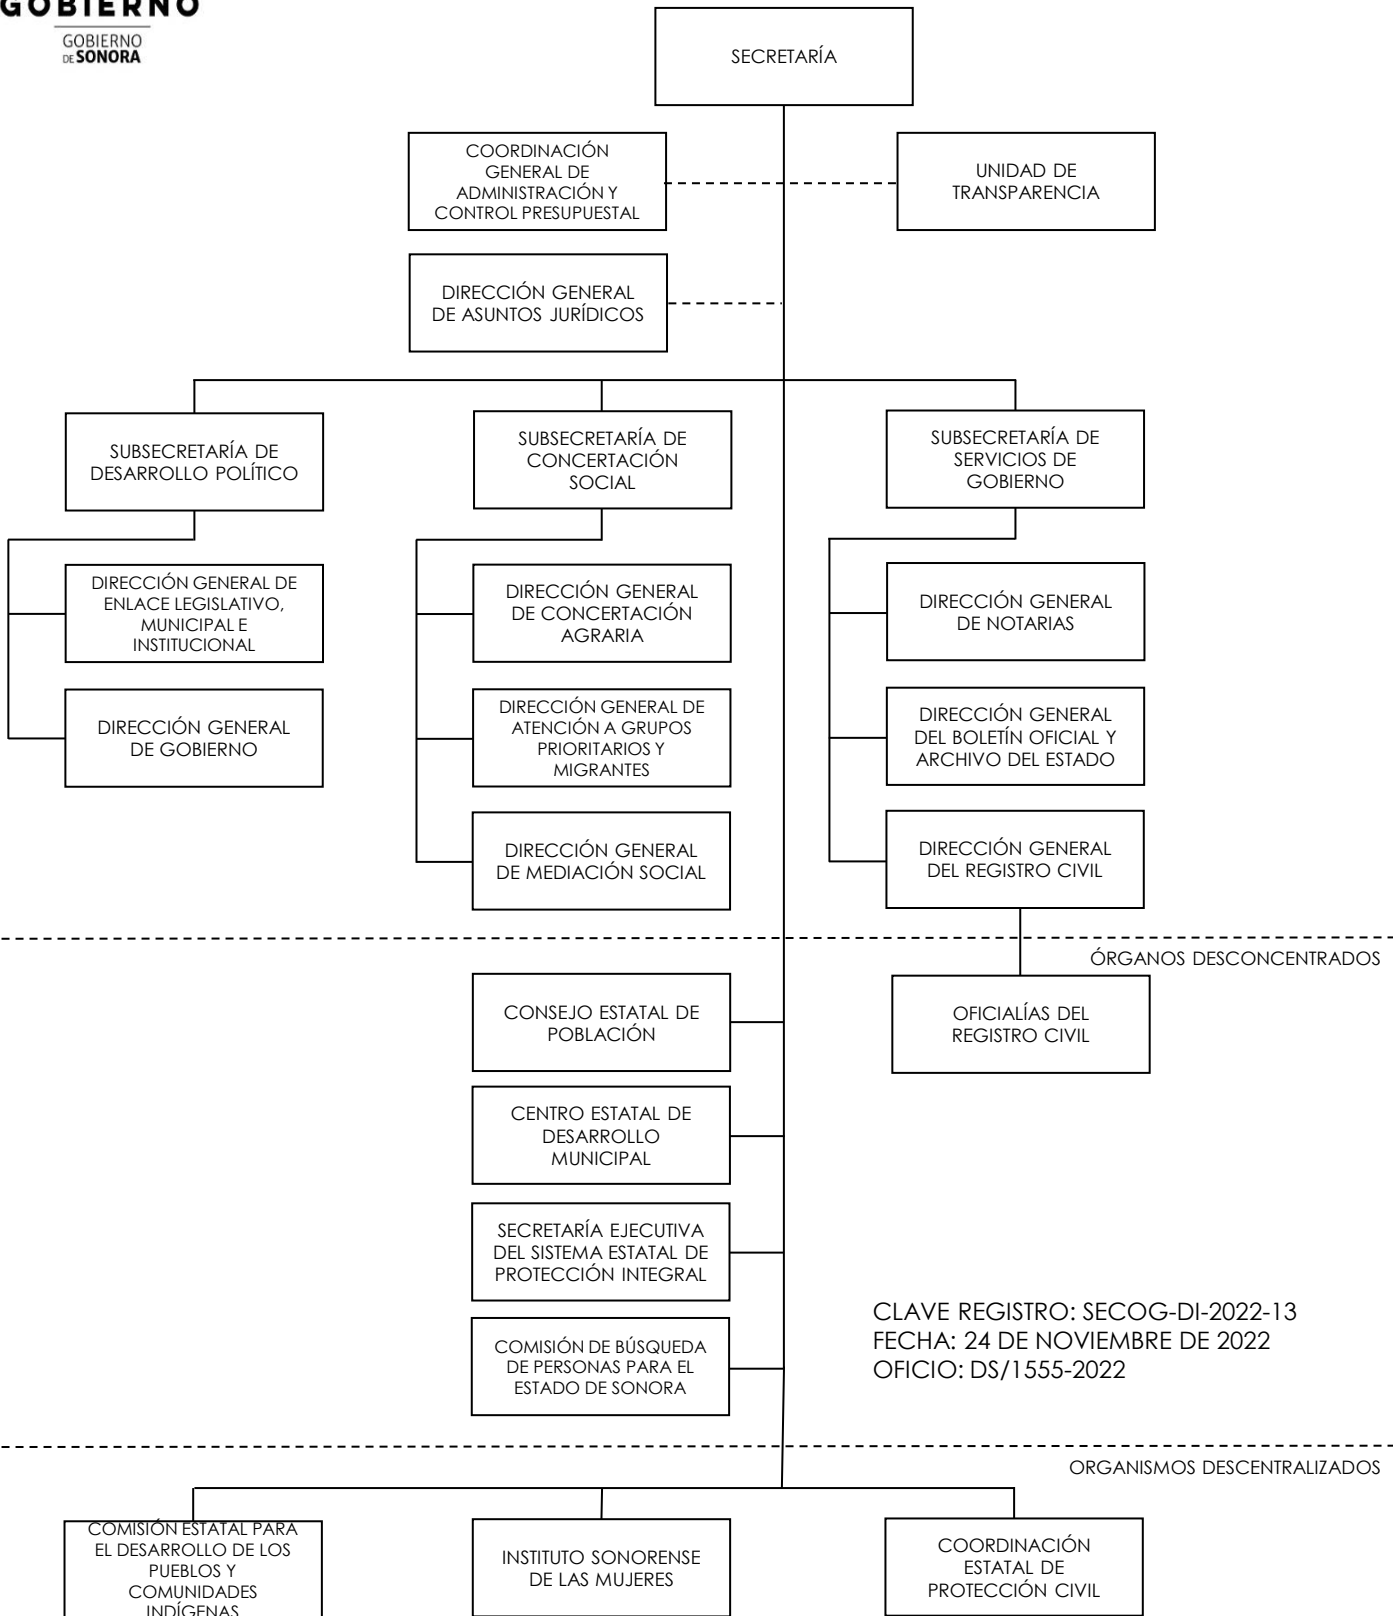 GOBIERNO
GOBIERNO
DE SONORA
SECRETARÍA
COORDINACIÓN
GENERAL DE
ADMINISTRACIÓN Y
CONTROL PRESUPUESTAL
UNIDAD DE
TRANSPARENCIA
DIRECCIÓN GENERAL
DE ASUNTOS JURÍDICOS
SUBSECRETARÍA DE
DESARROLLO POLÍTICO
SUBSECRETARÍA DE
CONCERTACIÓN
SOCIAL
SUBSECRETARÍA DE
SERVICIOS DE
GOBIERNO
DIRECCIÓN GENERAL DE
ENLACE LEGISLATIVO,
MUNICIPAL E
INSTITUCIONAL
DIRECCIÓN GENERAL
DE CONCERTACIÓN
AGRARIA
DIRECCIÓN GENERAL
DE NOTARIAS
DIRECCIÓN GENERAL
DE GOBIERNO
DIRECCIÓN GENERAL DE
ATENCIÓN A GRUPOS
PRIORITARIOS Y
MIGRANTES
DIRECCIÓN GENERAL
DEL BOLETÍN OFICIAL Y
ARCHIVO DEL ESTADO
DIRECCIÓN GENERAL
DE MEDIACIÓN SOCIAL
DIRECCIÓN GENERAL
DEL REGISTRO CIVIL
ÓRGANOS DESCONCENTRADOS
CONSEJO ESTATAL DE
POBLACIÓN
OFICIALÍAS DEL
REGISTRO CIVIL
CENTRO ESTATAL DE
DESARROLLO
MUNICIPAL
SECRETARÍA EJECUTIVA
DEL SISTEMA ESTATAL DE
PROTECCIÓN INTEGRAL
COMISIÓN DE BÚSQUEDA
DE PERSONAS PARA EL
ESTADO DE SONORA
CLAVE REGISTRO: SECOG-DI-2022-13
FECHA: 24 DE NOVIEMBRE DE 2022
OFICIO: DS/1555-2022
ORGANISMOS DESCENTRALIZADOS
COMISIÓN ESTATAL PARA
EL DESARROLLO DE LOS
PUEBLOS Y
COMUNIDADES
INDÍGENAS
INSTITUTO SONORENSE
DE LAS MUJERES
COORDINACIÓN
ESTATAL DE
PROTECCIÓN CIVIL